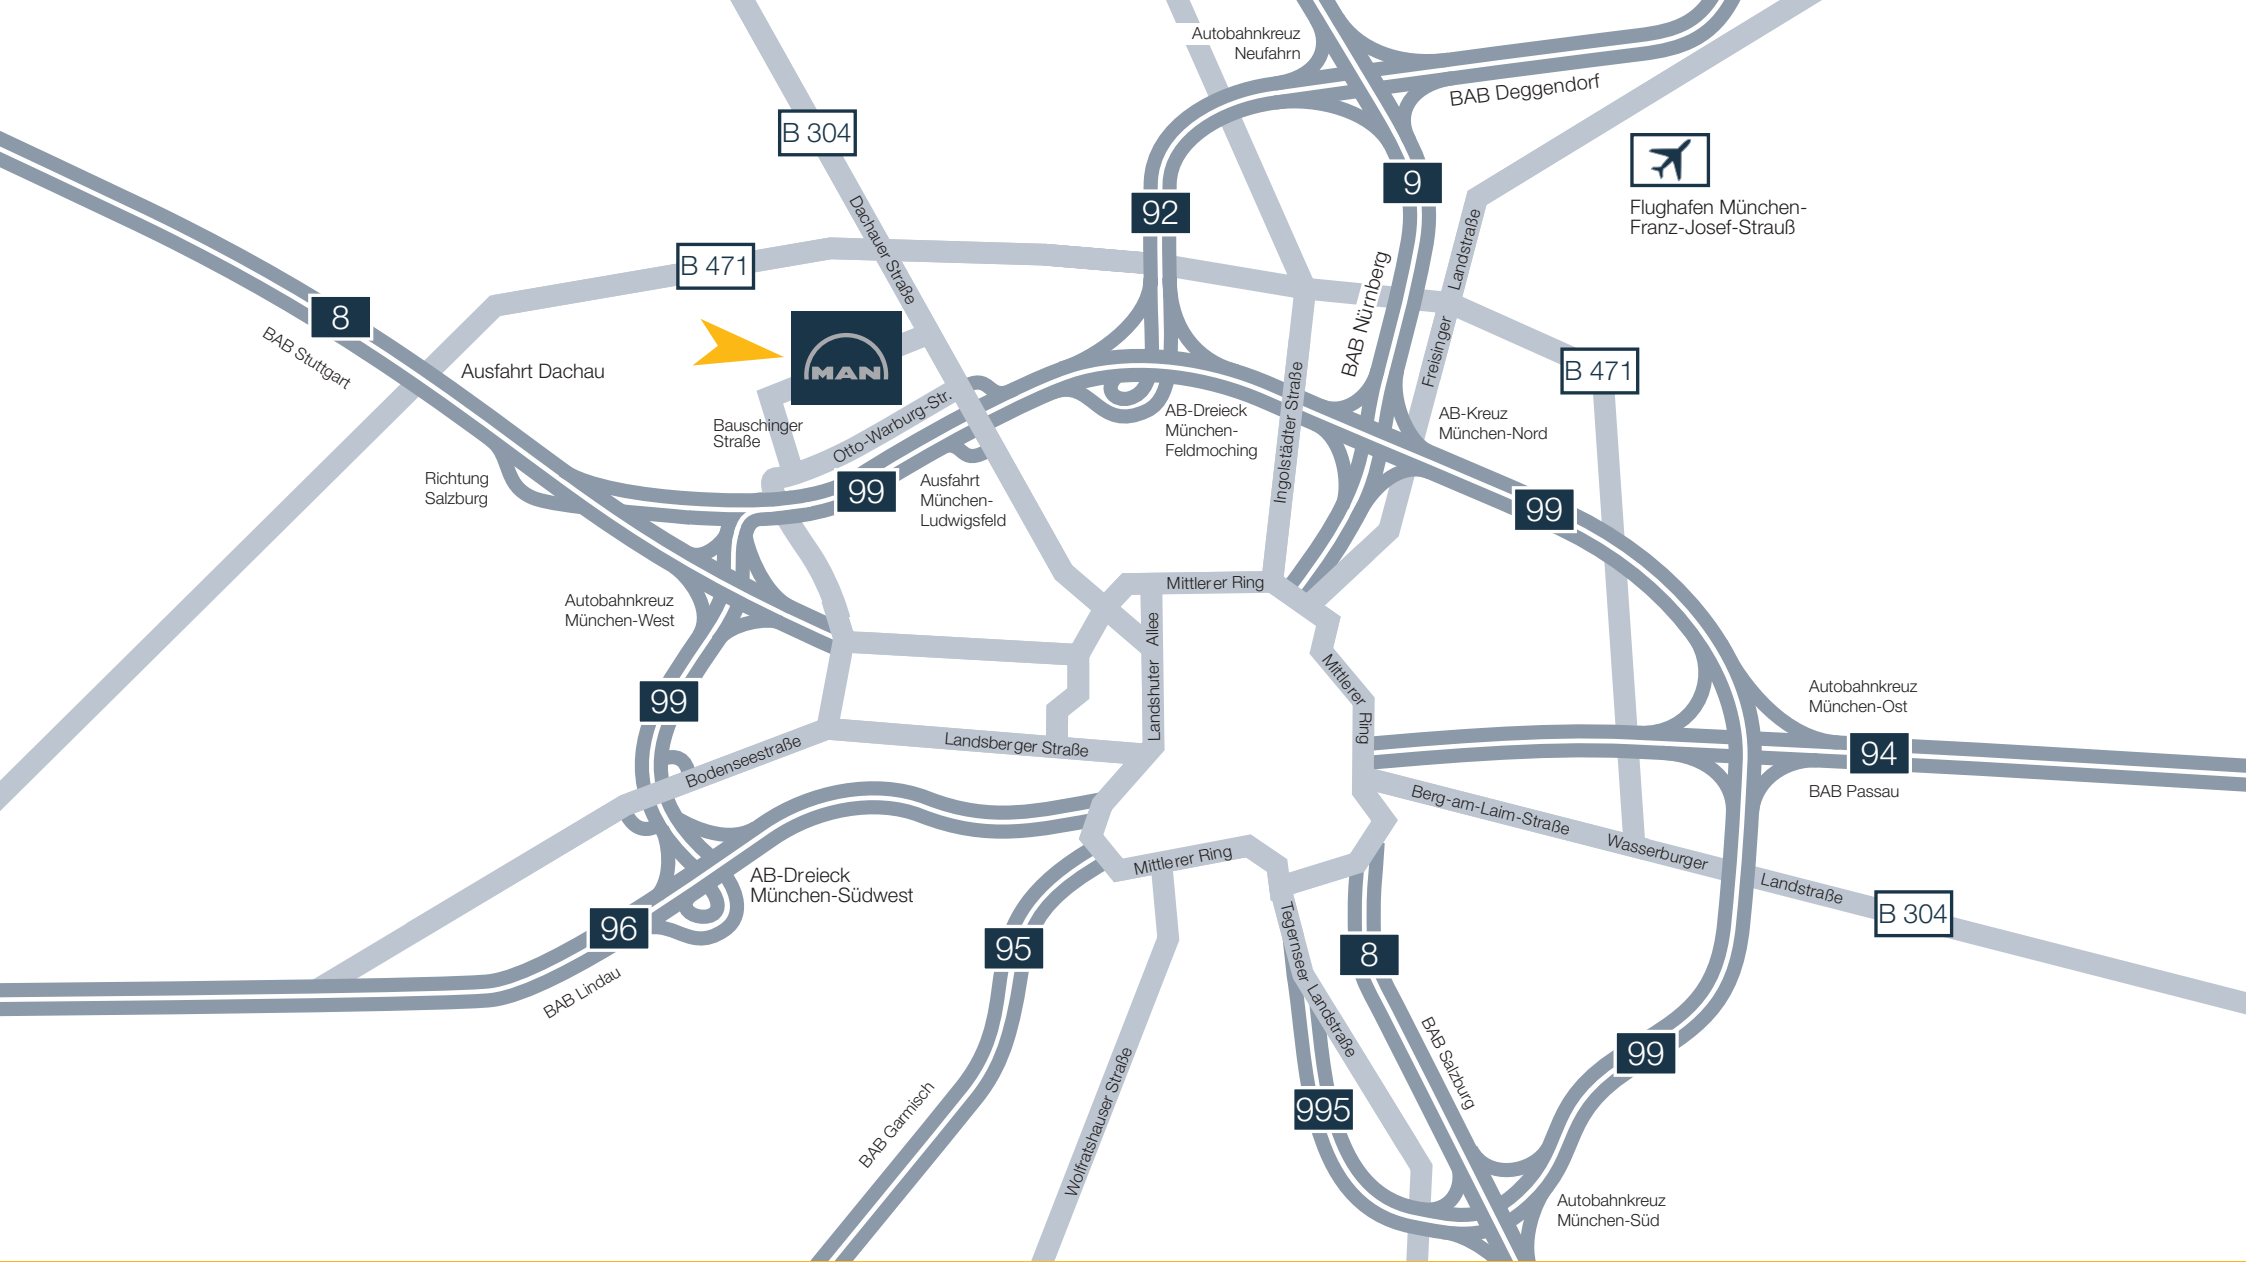 Autobahnkreuz
Neufahrn
BAB Deggendorf
B 304
Flughafen München-
Franz-Josef-Strauß
9
92
Dachauer Straße
Freisinger Landstraße
BAB Nürnberg
B 471
8
BAB Stuttgart
Ausfahrt Dachau
MAN
B 471
Bauschinger
Straße
Otto-Warburg-Str.
AB-Dreieck
München-
Feldmoching
Ingolstädter Straße
AB-Kreuz
München-Nord
Richtung
Salzburg
99
Ausfahrt
München-
Ludwigsfeld
99
Autobahnkreuz
München-West
Mittlerer Ring
Landshuter Allee
Mittlerer Ring
99
Autobahnkreuz
München-Ost
94
BAB Passau
Bodenseestraße
Landsberger Straße
Berg-am-Laim-Straße
Wasserburger Landstraße
B 304
Mittlerer Ring
AB-Dreieck
München-Südwest
96
BAB Lindau
95
Tegernseer Landstraße
8
BAB Salzburg
99
BAB Garmisch
Wolfratshauser Straße
995
Autobahnkreuz
München-Süd